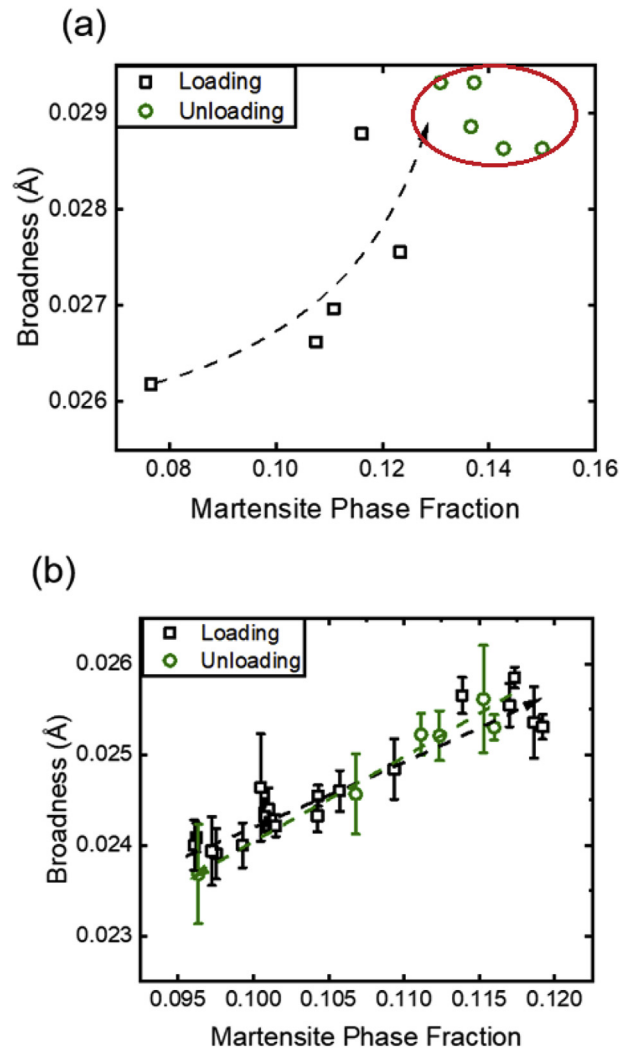 (a)
Loading
Unloading
0.029
0.028
0.027
0.026
Broadness (Å)
0.08 0.10 0.12 0.14 0.16
Martensite Phase Fraction
(b)
Loading
Unloading
0.026
0.025
0.024
0.023
Broadness (Å)
0.095 0.100 0.105 0.110 0.115 0.120
Martensite Phase Fraction